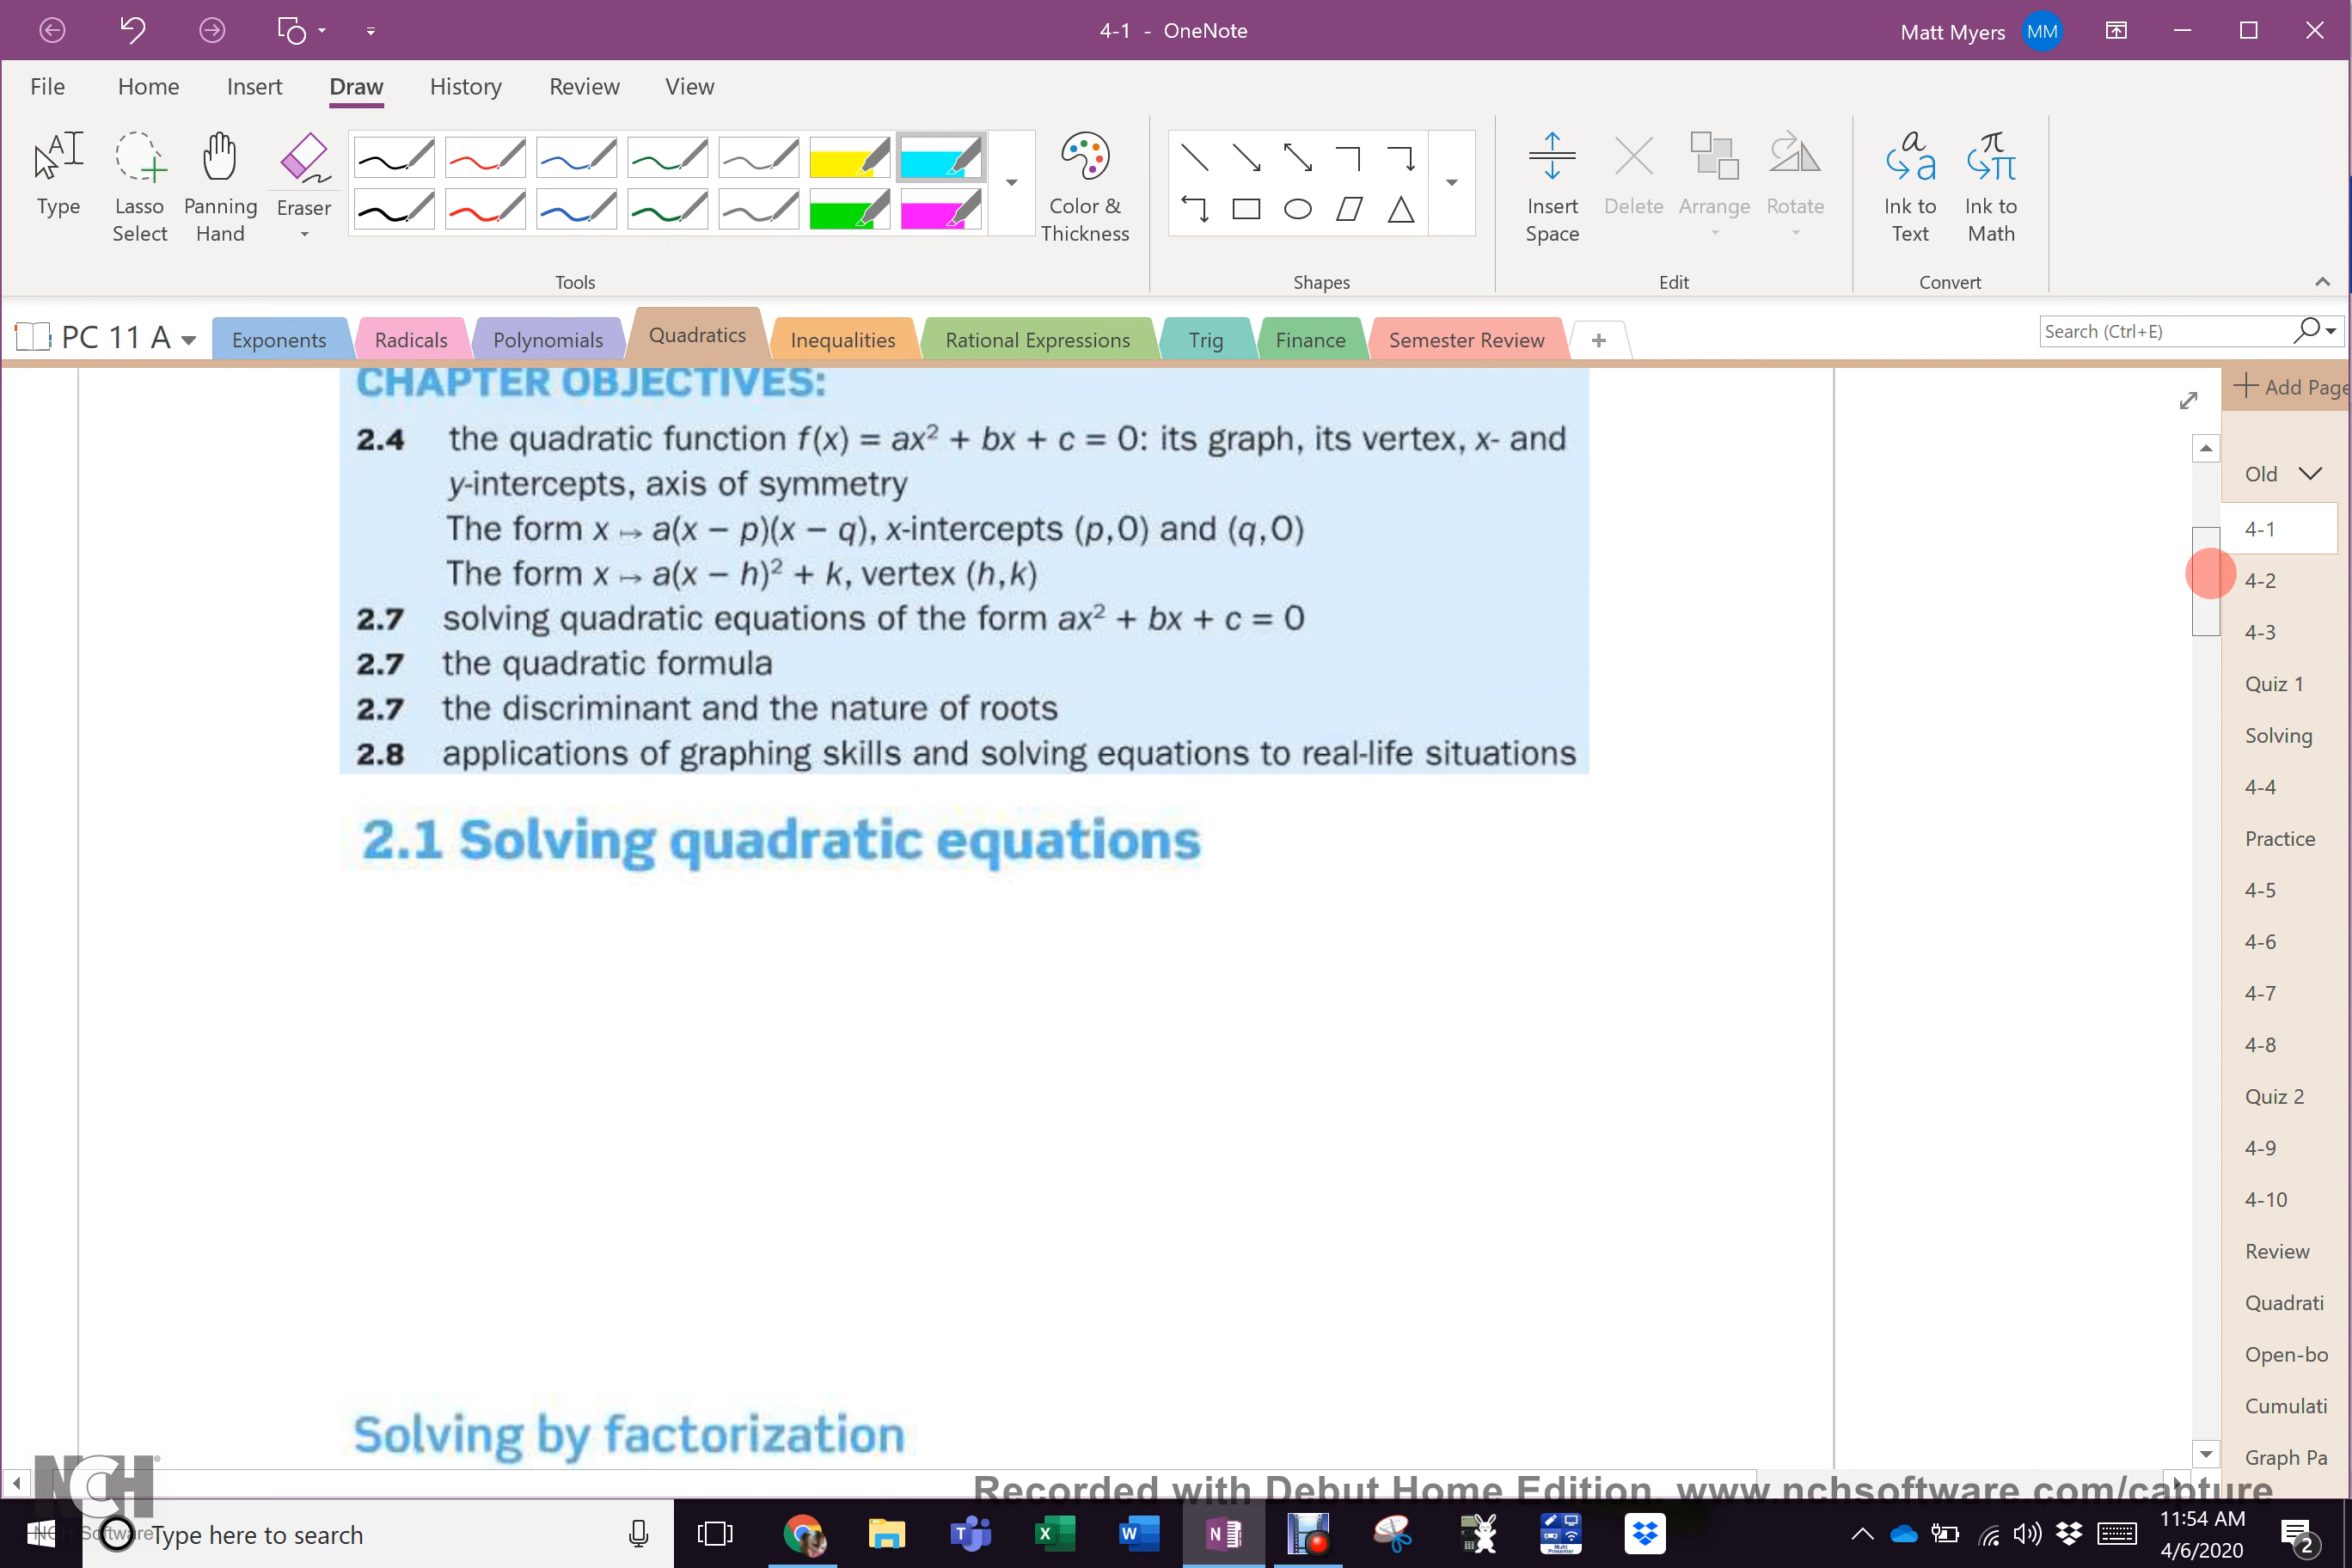 4-1 - OneNote
Matt Myers
MM
File
Home
Insert
Draw
History
Review
View
Type
Lasso
Select
Panning
Hand
Eraser
Color &
Thickness
Insert
Space
Delete
Arrange
Rotate
Ink to
Text
Ink to
Math
Tools
Shapes
Edit
Convert
PC 11 A
Exponents
Radicals
Polynomials
Quadratics
Inequalities
Rational Expressions
Trig
Finance
Semester Review
Search (Ctrl+E)
Add Page
Old
4-1
4-2
4-3
Quiz 1
Solving
4-4
Practice
4-5
4-6
4-7
4-8
Quiz 2
4-9
4-10
Review
Quadrati
Open-bo
Cumulati
Graph Pa
CHAPTER OBJECTIVES:
2.4 the quadratic function f(x) = ax² + bx + c = 0: its graph, its vertex, x- and
y-intercepts, axis of symmetry
The form x ↦ a(x − p)(x − q), x-intercepts (p,0) and (q,0)
The form x ↦ a(x − h)² + k, vertex (h,k)
2.7 solving quadratic equations of the form ax² + bx + c = 0
2.7 the quadratic formula
2.7 the discriminant and the nature of roots
2.8 applications of graphing skills and solving equations to real-life situations
2.1 Solving quadratic equations
Solving by factorization
NCH®
NCH Software
Recorded with Debut Home Edition. www.nchsoftware.com/capture
Type here to search
11:54 AM
4/6/2020
2